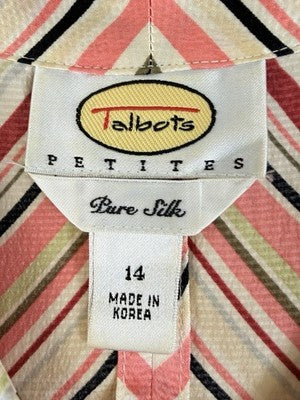 Talbots
PETITES
Pure Silk
14
MADE IN
KOREA